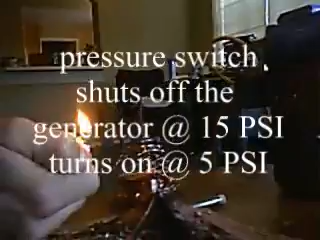 pressure switch
shuts off the
generator @ 15 PSI
turns on @ 5 PSI